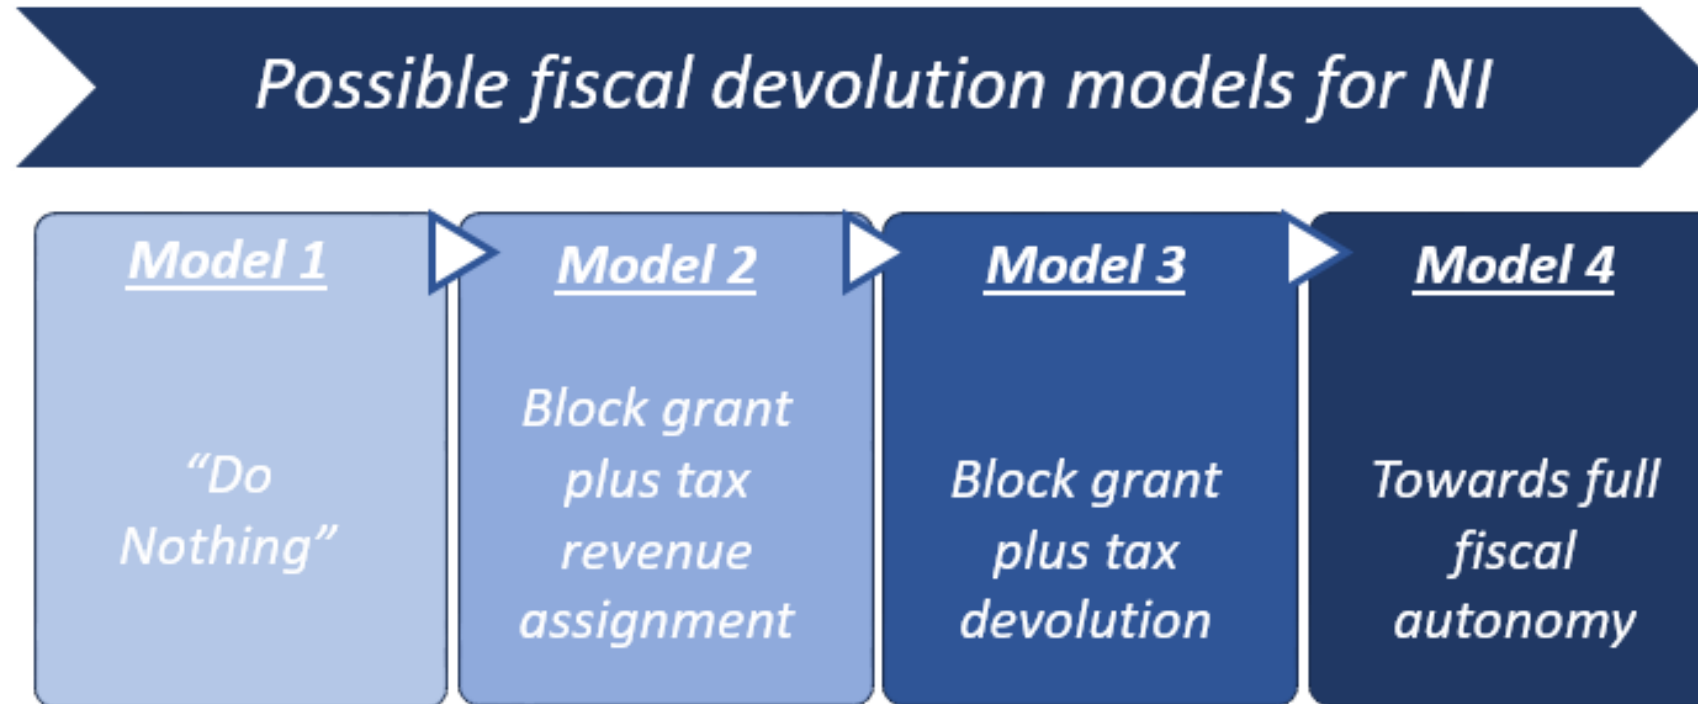 Possible fiscal devolution models for NI
Model 1
“Do
Nothing”
Model 2
Block grant
plus tax
revenue
assignment
Model 3
Block grant
plus tax
devolution
Model 4
Towards full
fiscal
autonomy